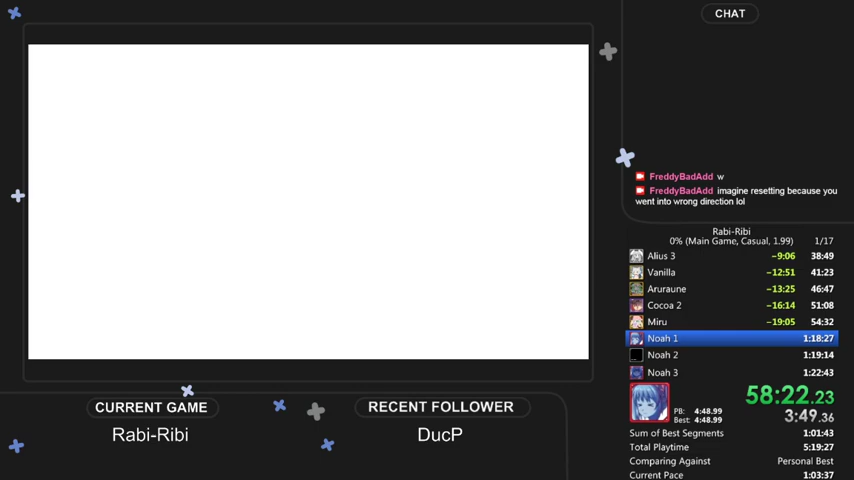 CHAT
FreddyBadAdd w
FreddyBadAdd imagine resetting because you
went into wrong direction lol
Rabi-Ribi
0% (Main Game, Casual, 1.99) 1/17
Alius 3 −9:06 38:49
Vanilla −12:51 41:23
Aruraune −13:25 46:47
Cocoa 2 −16:14 51:08
Miru −19:05 54:32
Noah 1 1:18:27
Noah 2 1:19:14
Noah 3 1:22:43
58:22.23
PB: 4:48.99 3:49.36
Best: 4:48.99
Sum of Best Segments 1:01:43
Total Playtime 5:19:27
Comparing Against Personal Best
Current Pace 1:03:37
CURRENT GAME
Rabi-Ribi
RECENT FOLLOWER
DucP